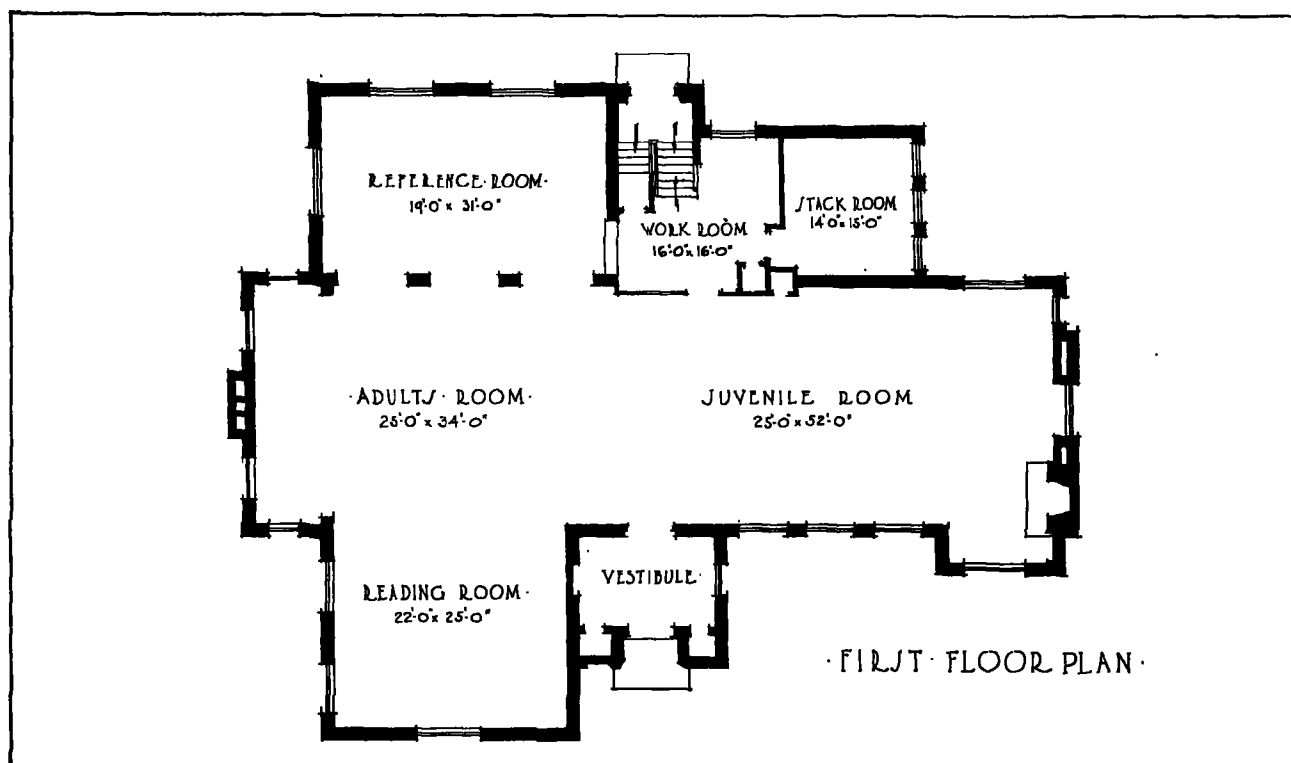 REFERENCE·ROOM·
19'-0" x 31'-0"
WORK ROOM
16'-0" x 16'-0"
STACK ROOM
14'-0" x 15'-0"
·ADULTS·ROOM·
25'-0" x 34'-0"
JUVENILE ROOM
25'-0" x 52'-0"
READING ROOM·
22'-0" x 25'-0"
VESTIBULE·
·FIRST·FLOOR PLAN·